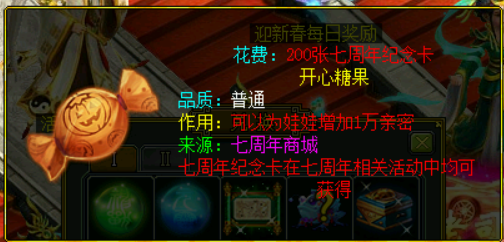 迎新春每日奖励
花费：200张七周年纪念卡
开心糖果
品质：普通
作用：可以为娃娃增加1万亲密
来源：七周年商城
七周年纪念卡在七周年相关活动中均可
获得
I
II